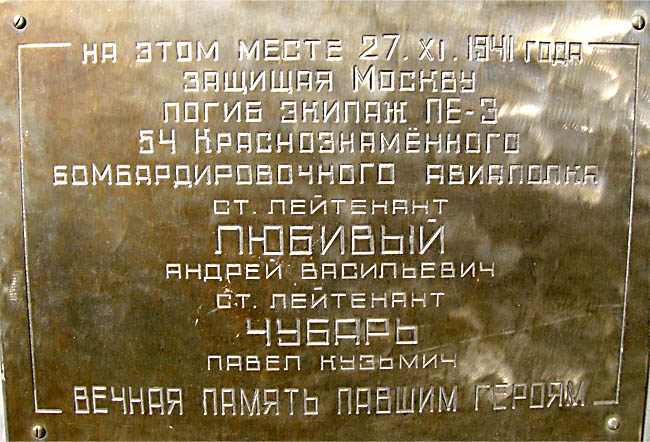 НА ЭТОМ МЕСТЕ 27.XI.1941 ГОДА
ЗАЩИЩАЯ МОСКВУ
ПОГИБ ЭКИПАЖ ПЕ-3
54 КРАСНОЗНАМЁННОГО
БОМБАРДИРОВОЧНОГО АВИАПОЛКА
СТ. ЛЕЙТЕНАНТ
ЛЮБИВЫЙ
АНДРЕЙ ВАСИЛЬЕВИЧ
СТ. ЛЕЙТЕНАНТ
ЧУБАРЬ
ПАВЕЛ КУЗЬМИЧ
ВЕЧНАЯ ПАМЯТЬ ПАВШИМ ГЕРОЯМ